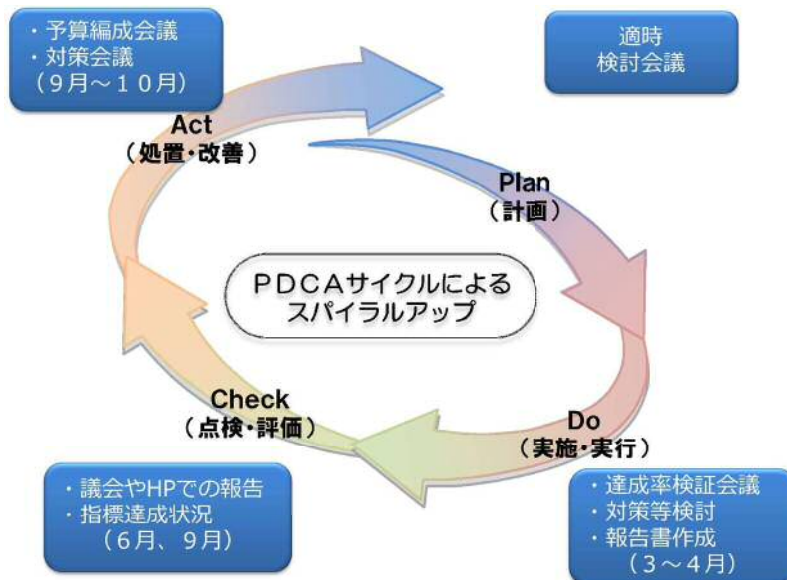 ・予算編成会議
・対策会議
（９月～１０月）
適時
検討会議
Act
（処置・改善）
Plan
（計画）
ＰＤＣＡサイクルによる
スパイラルアップ
Check
（点検・評価）
Do
（実施・実行）
・議会やHPでの報告
・指標達成状況
（６月、９月）
・達成率検証会議
・対策等検討
・報告書作成
（３～４月）